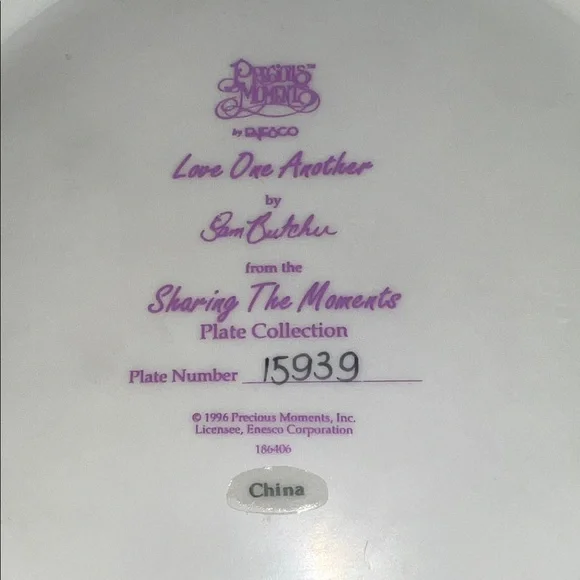 Precious™
Moments
by ENESCO
Love One Another
by
Sam Butcher
from the
Sharing The Moments
Plate Collection
Plate Number 15939
© 1996 Precious Moments, Inc.
Licensee, Enesco Corporation
186406
China